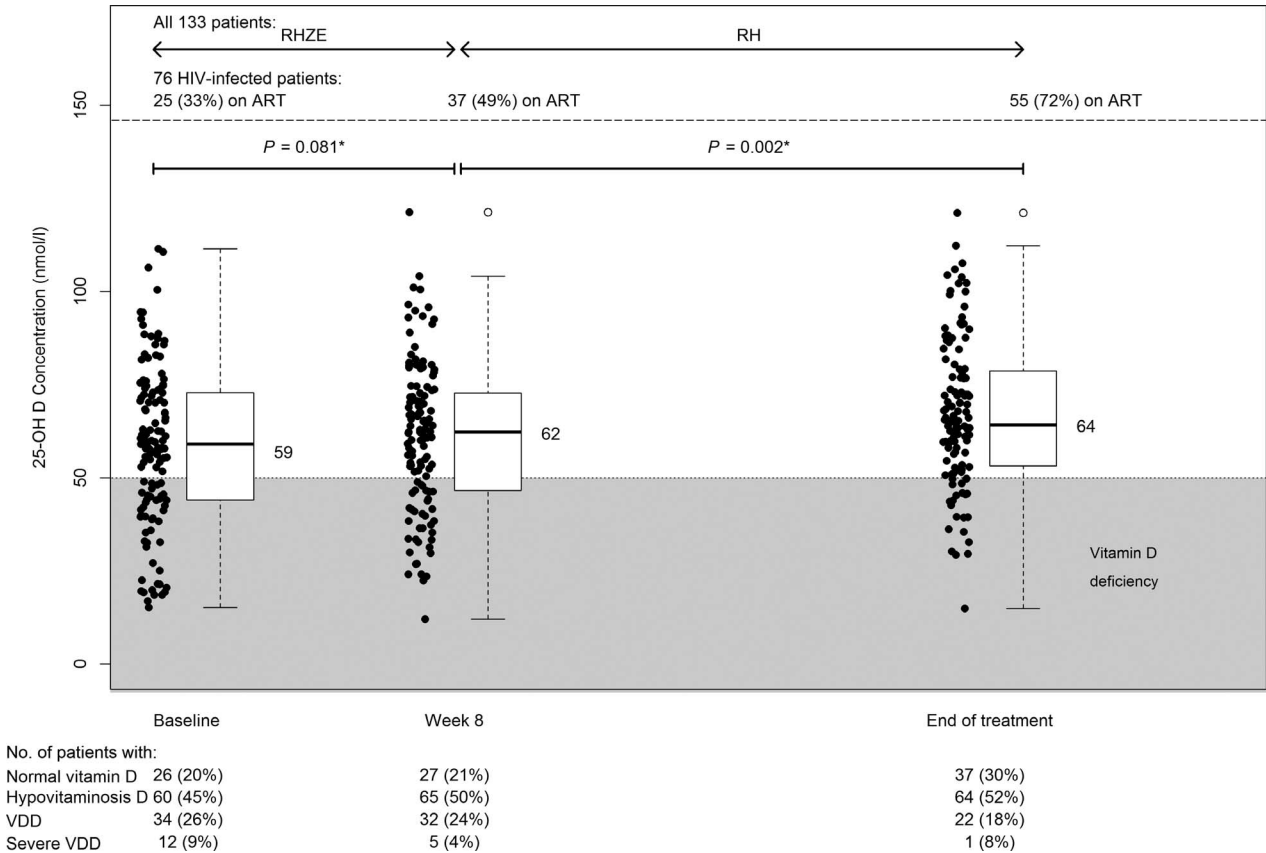 All 133 patients:
RHZE
RH
76 HIV-infected patients:
25 (33%) on ART
37 (49%) on ART
55 (72%) on ART
P = 0.081*
P = 0.002*
25-OH D Concentration (nmol/l)
150
100
50
0
59
62
64
Vitamin D
deficiency
Baseline
Week 8
End of treatment
No. of patients with:
Normal vitamin D 26 (20%) 27 (21%) 37 (30%)
Hypovitaminosis D 60 (45%) 65 (50%) 64 (52%)
VDD 34 (26%) 32 (24%) 22 (18%)
Severe VDD 12 (9%) 5 (4%) 1 (8%)